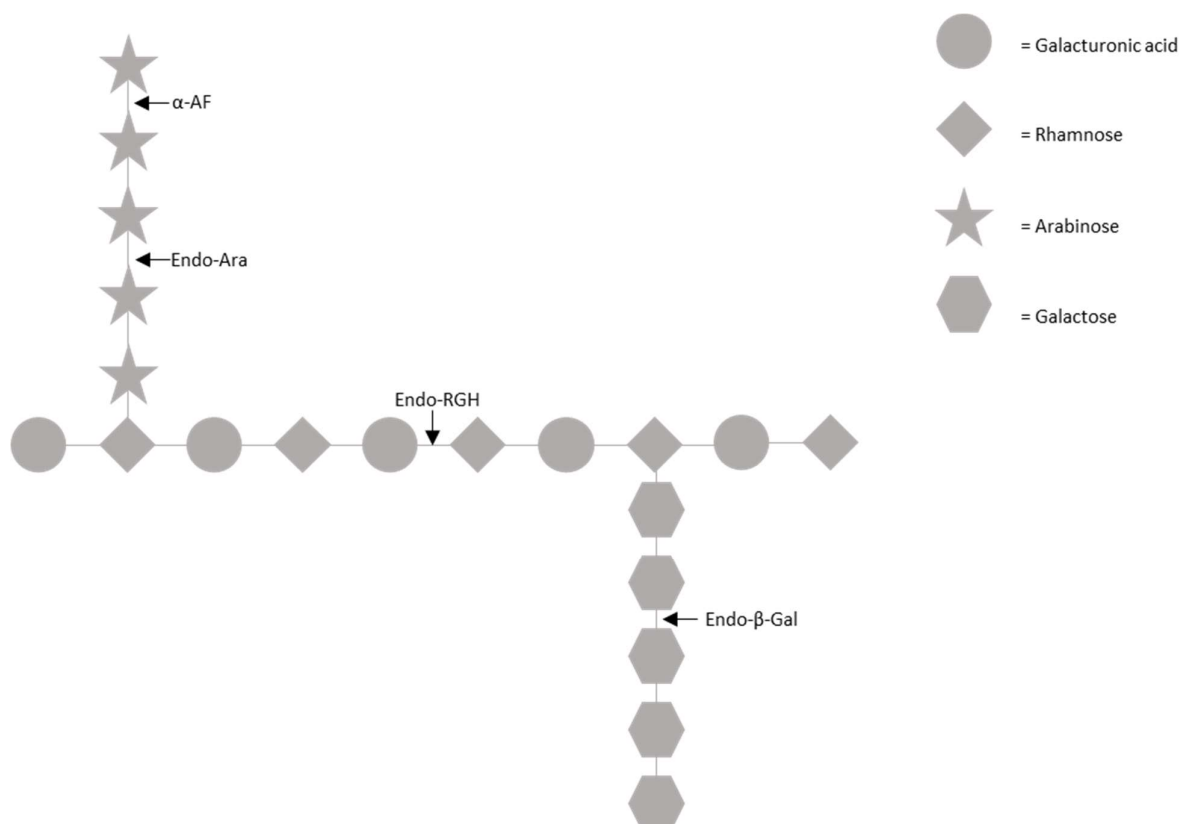 = Galacturonic acid
α-AF
= Rhamnose
= Arabinose
Endo-Ara
= Galactose
Endo-RGH
Endo-β-Gal